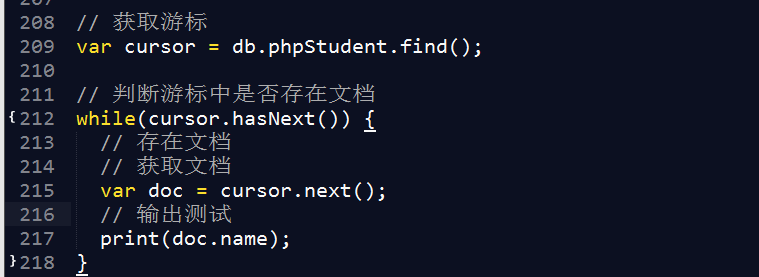 208 // 获取游标
209 var cursor = db.phpStudent.find();
210
211 // 判断游标中是否存在文档
{ 212 while(cursor.hasNext()) {
213 // 存在文档
214 // 获取文档
215 var doc = cursor.next();
216 // 输出测试
217 print(doc.name);
} 218 }